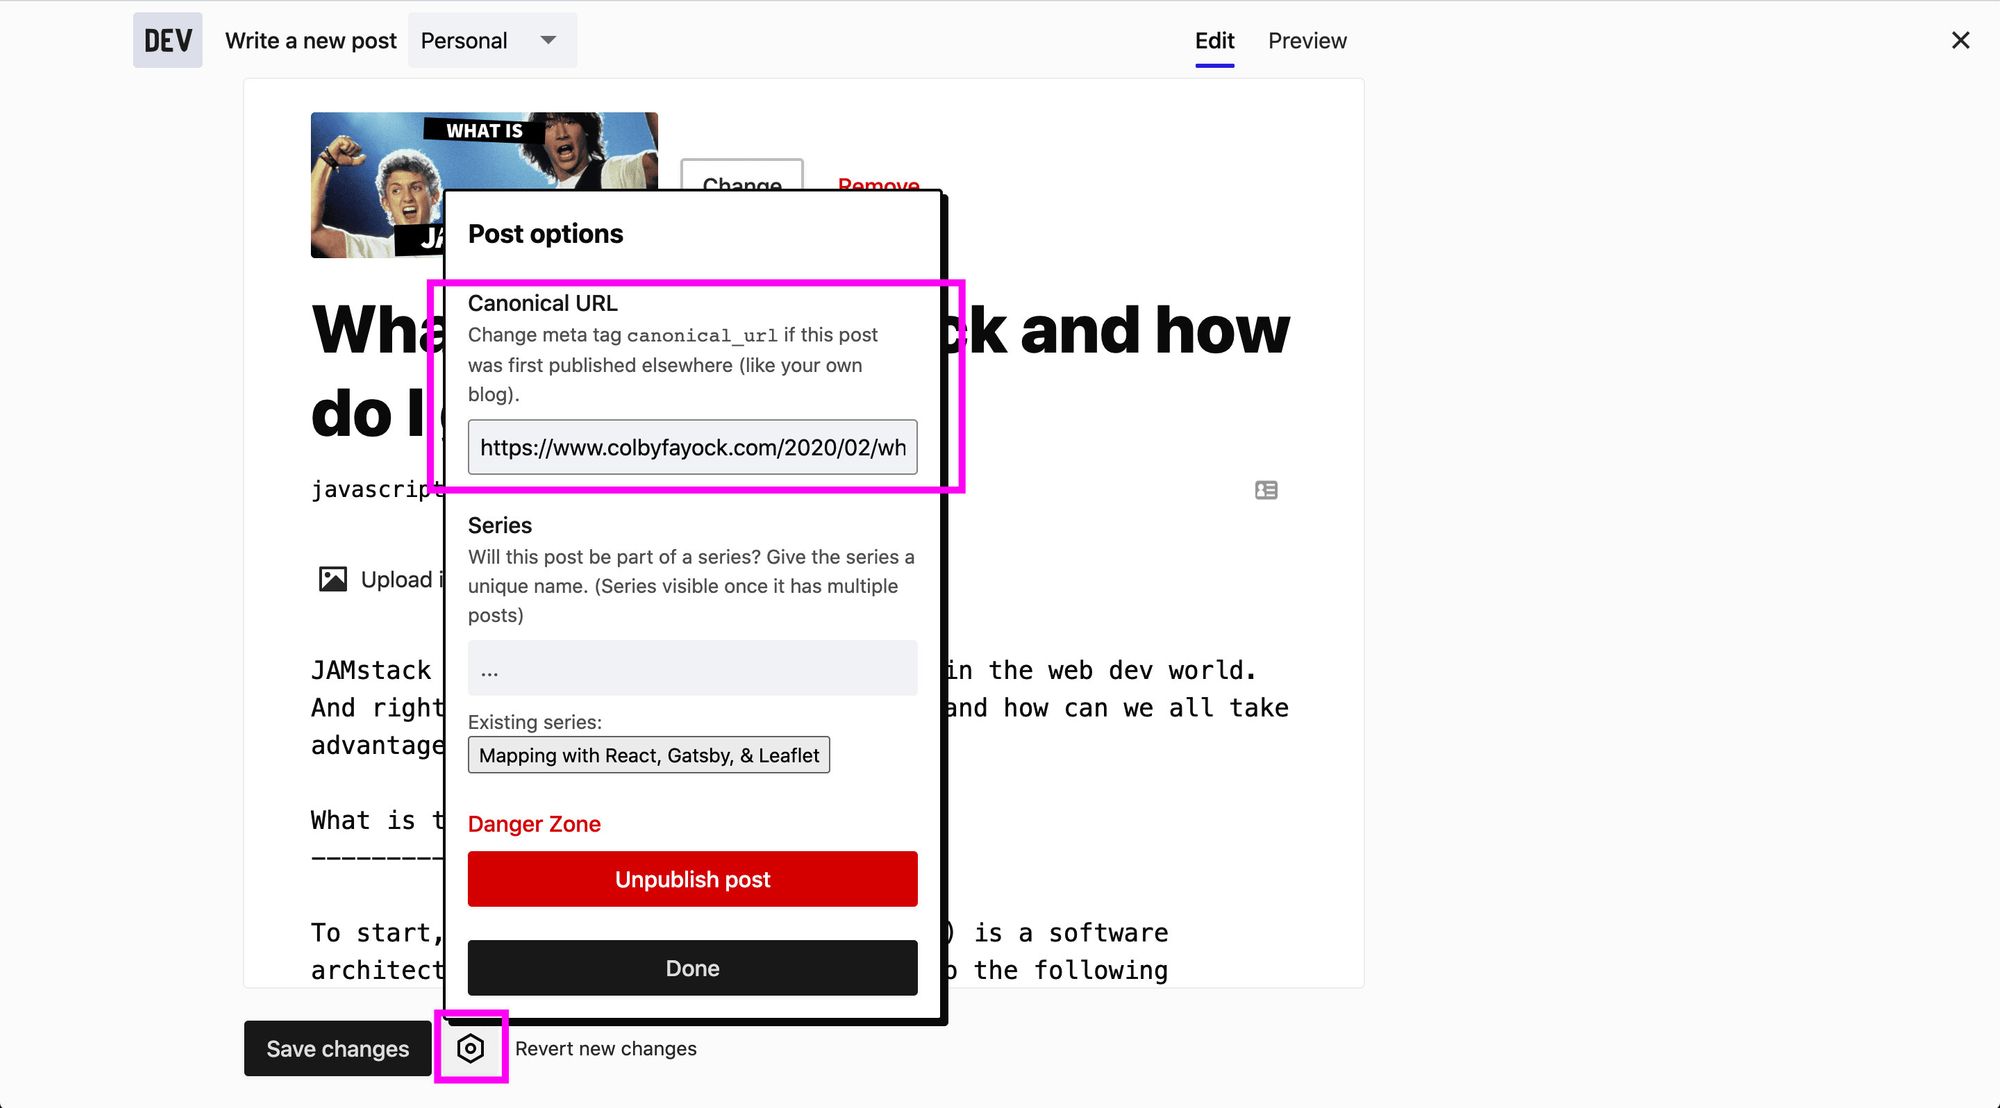 DEV Write a new post Personal Edit Preview
WHAT IS
Change Remove
Post options
Canonical URL
Change meta tag canonical_url if this post
was first published elsewhere (like your own
blog).
https://www.colbyfayock.com/2020/02/wh
and how
do I
javascript
Series
Will this post be part of a series? Give the series a
unique name. (Series visible once it has multiple
posts)
...
Upload
Existing series:
Mapping with React, Gatsby, & Leaflet
JAMstack in the web dev world.
And right and how can we all take
advantage
What is
---------
Danger Zone
Unpublish post
To start, ) is a software
architect the following
Done
Save changes Revert new changes